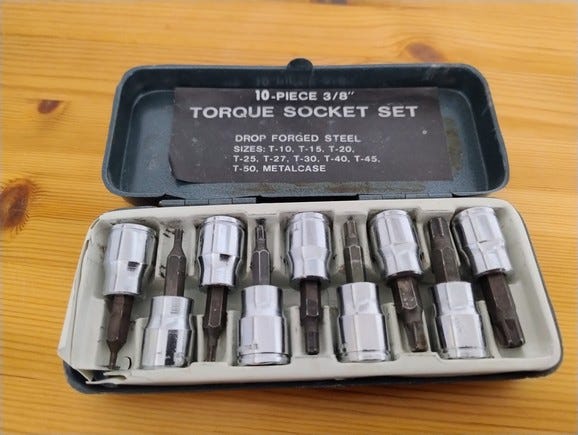 10-PIECE 3/8"
TORQUE SOCKET SET
DROP FORGED STEEL
SIZES: T-10, T-15, T-20,
T-25, T-27, T-30, T-40, T-45,
T-50, METALCASE